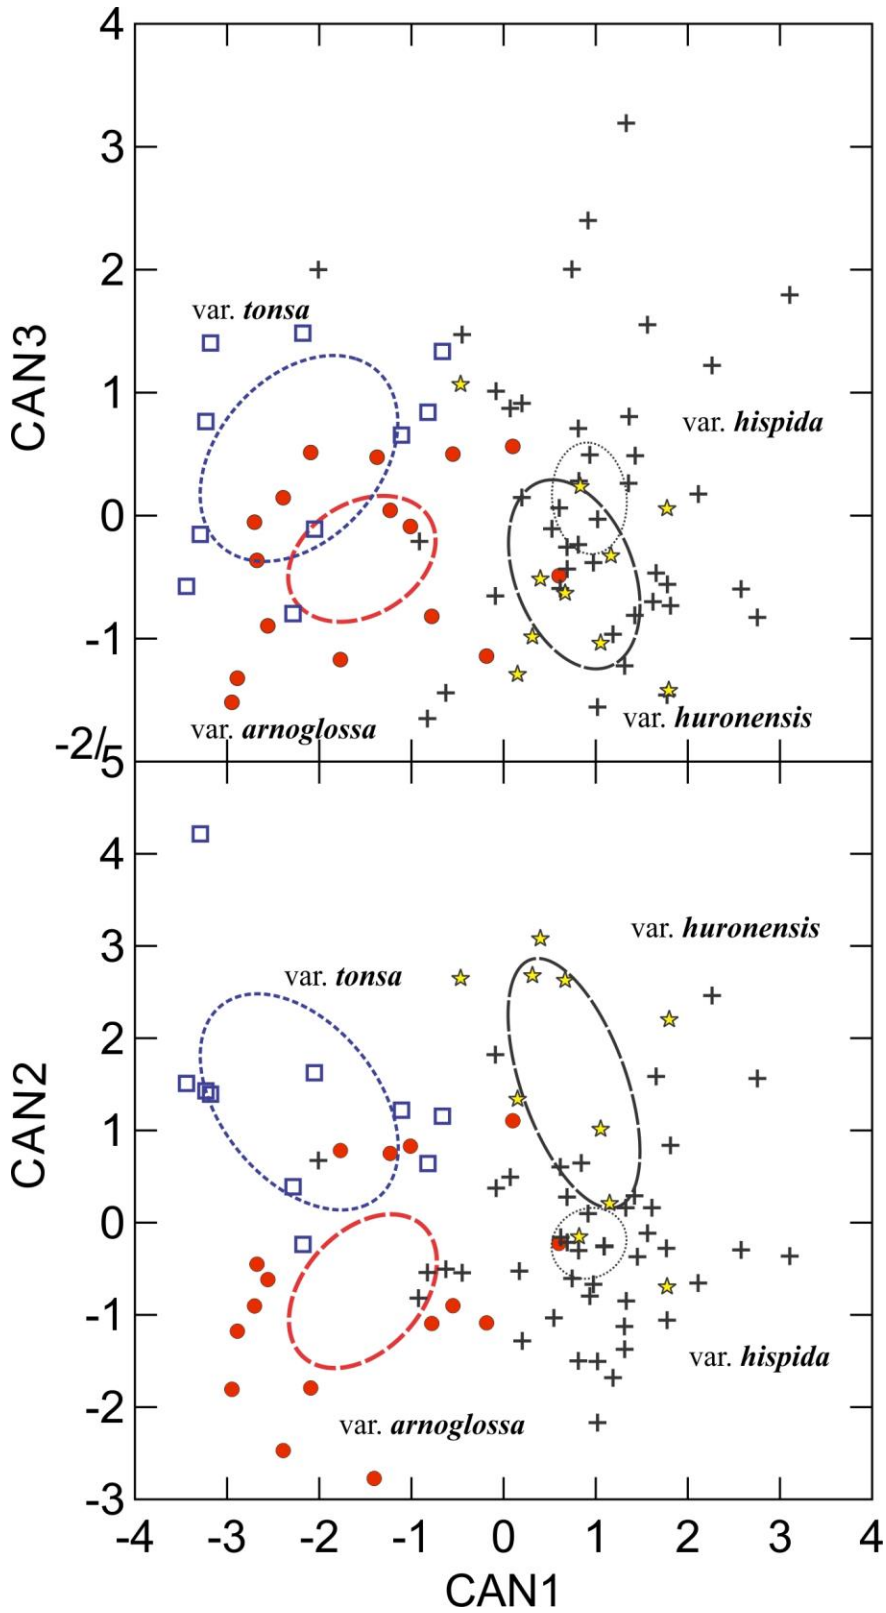 4
3
var. tonsa
2
CAN3
1
var. hispida
0
-1
var. arnoglossa
var. huronensis
-2/5
4
var. huronensis
3
var. tonsa
2
CAN2
1
0
-1
var. hispida
-2
var. arnoglossa
-3
-4 -3 -2 -1 0 1 2 3 4
CAN1